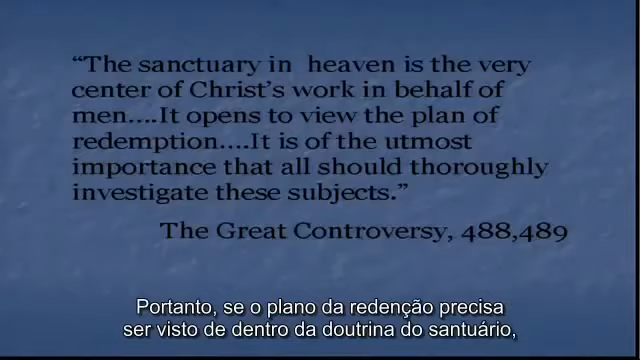 “The sanctuary in heaven is the very
center of Christ’s work in behalf of
men....It opens to view the plan of
redemption....It is of the utmost
importance that all should thoroughly
investigate these subjects.”
The Great Controversy, 488,489
Portanto, se o plano da redenção precisa
ser visto de dentro da doutrina do santuário,